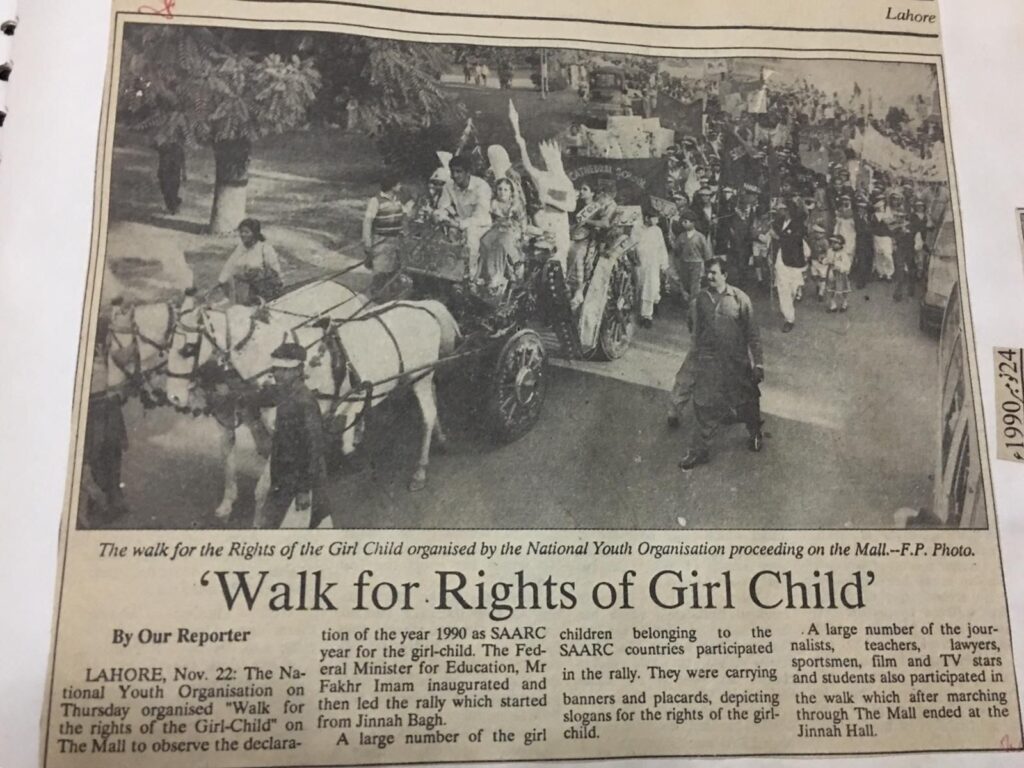 Lahore
CATHEDRAL
24 نومبر 1990ء
The walk for the Rights of the Girl Child organised by the National Youth Organisation proceeding on the Mall.--F.P. Photo.
'Walk for Rights of Girl Child'
By Our Reporter
LAHORE, Nov. 22: The Na-
tional Youth Organisation on
Thursday organised "Walk for
the rights of the Girl-Child" on
The Mall to observe the declara-
tion of the year 1990 as SAARC
year for the girl-child. The Fed-
eral Minister for Education, Mr
Fakhr Imam inaugurated and
then led the rally which started
from Jinnah Bagh.
A large number of the girl
children belonging to the
SAARC countries participated
in the rally. They were carrying
banners and placards, depicting
slogans for the rights of the girl-
child.
A large number of the jour-
nalists, teachers, lawyers,
sportsmen, film and TV stars
and students also participated in
the walk which after marching
through The Mall ended at the
Jinnah Hall.